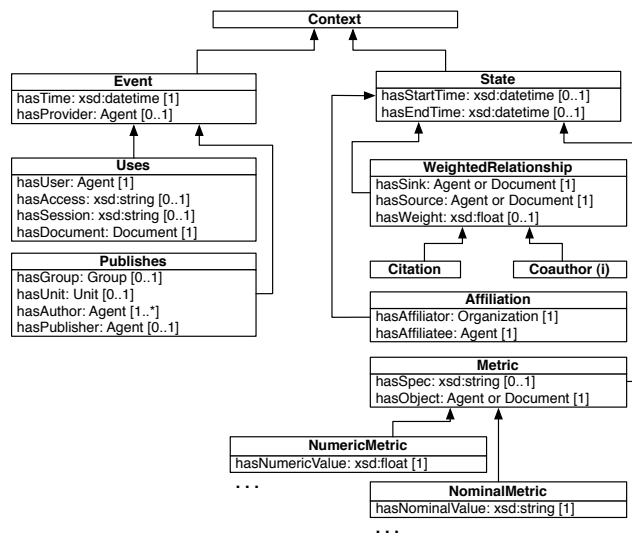 Context
Event
hasTime: xsd:datetime [1]
hasProvider: Agent [0..1]
Uses
hasUser: Agent [1]
hasAccess: xsd:string [0..1]
hasSession: xsd:string [0..1]
hasDocument: Document [1]
Publishes
hasGroup: Group [0..1]
hasUnit: Unit [0..1]
hasAuthor: Agent [1..*]
hasPublisher: Agent [0..1]
State
hasStartTime: xsd:datetime [0..1]
hasEndTime: xsd:datetime [0..1]
WeightedRelationship
hasSink: Agent or Document [1]
hasSource: Agent or Document [1]
hasWeight: xsd:float [0..1]
Citation
Coauthor (i)
Affiliation
hasAffiliator: Organization [1]
hasAffiliatee: Agent [1]
Metric
hasSpec: xsd:string [0..1]
hasObject: Agent or Document [1]
NumericMetric
hasNumericValue: xsd:float [1]
. . .
NominalMetric
hasNominalValue: xsd:string [1]
. . .